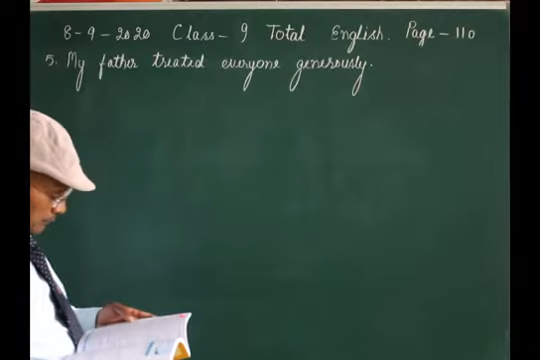 8-9-2020 Class-9 Total English. Page-110
5. My father treated everyone generously.